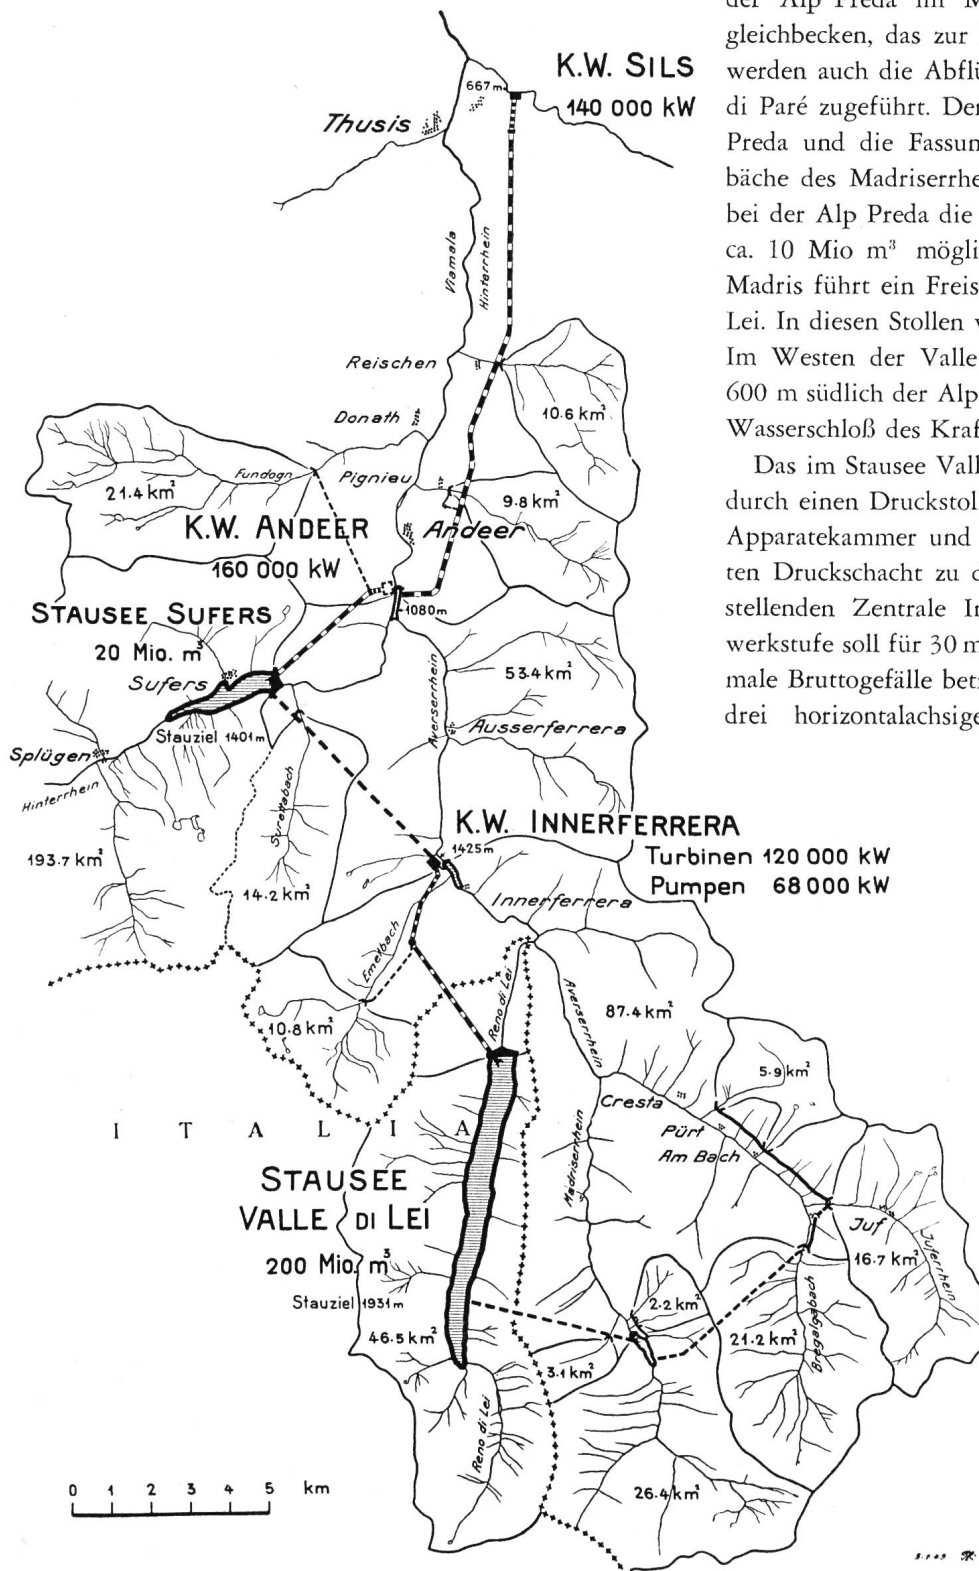 der Alp Preda im M
gleichbecken, das zur
werden auch die Abflü
di Paré zugeführt. Der
Preda und die Fassun
bäche des Madriserrhe
bei der Alp Preda die
ca. 10 Mio m³ mögli
Madris führt ein Freis
Lei. In diesen Stollen
Im Westen der Valle
600 m südlich der Alp
Wasserschloß des Kraf
Das im Stausee Vall
durch einen Druckstol
Apparatekammer und
ten Druckschacht zu d
stellenden Zentrale In
werkstufe soll für 30 m
male Bruttogefälle bet
drei horizontalachsige
K.W. SILS
140 000 kW
667 m
Thusis
Viamala
Hinterrhein
Reischen
10.6 km²
Donath
Fundogn
Pignieu
21.4 km²
9.8 km²
K.W. ANDEER
160 000 kW
Andeer
1080m
STAUSEE SUFERS
20 Mio. m³
Sufers
Stauziel 1401m
53.4 km²
Averserrhein
Ausserferrera
Splügen
Hinterrhein
Surettabach
193.7 km²
14.2 km²
K.W. INNERFERRERA
1425m
Turbinen 120 000 kW
Pumpen 68 000 kW
Innerferrera
Emelbach
10.8 km²
Reno di Lei
Averserrhein
87.4 km²
5.9 km²
Cresta
Pürt
Am Bach
Madriserrhein
ITALIA
STAUSEE
VALLE DI LEI
200 Mio. m³
Stauziel 1931m
Juf
16.7 km²
Juferrhein
46.5 km²
2.2 km²
21.2 km²
Bregalgabach
3.1 km²
Reno di Lei
26.4 km²
0 1 2 3 4 5 km